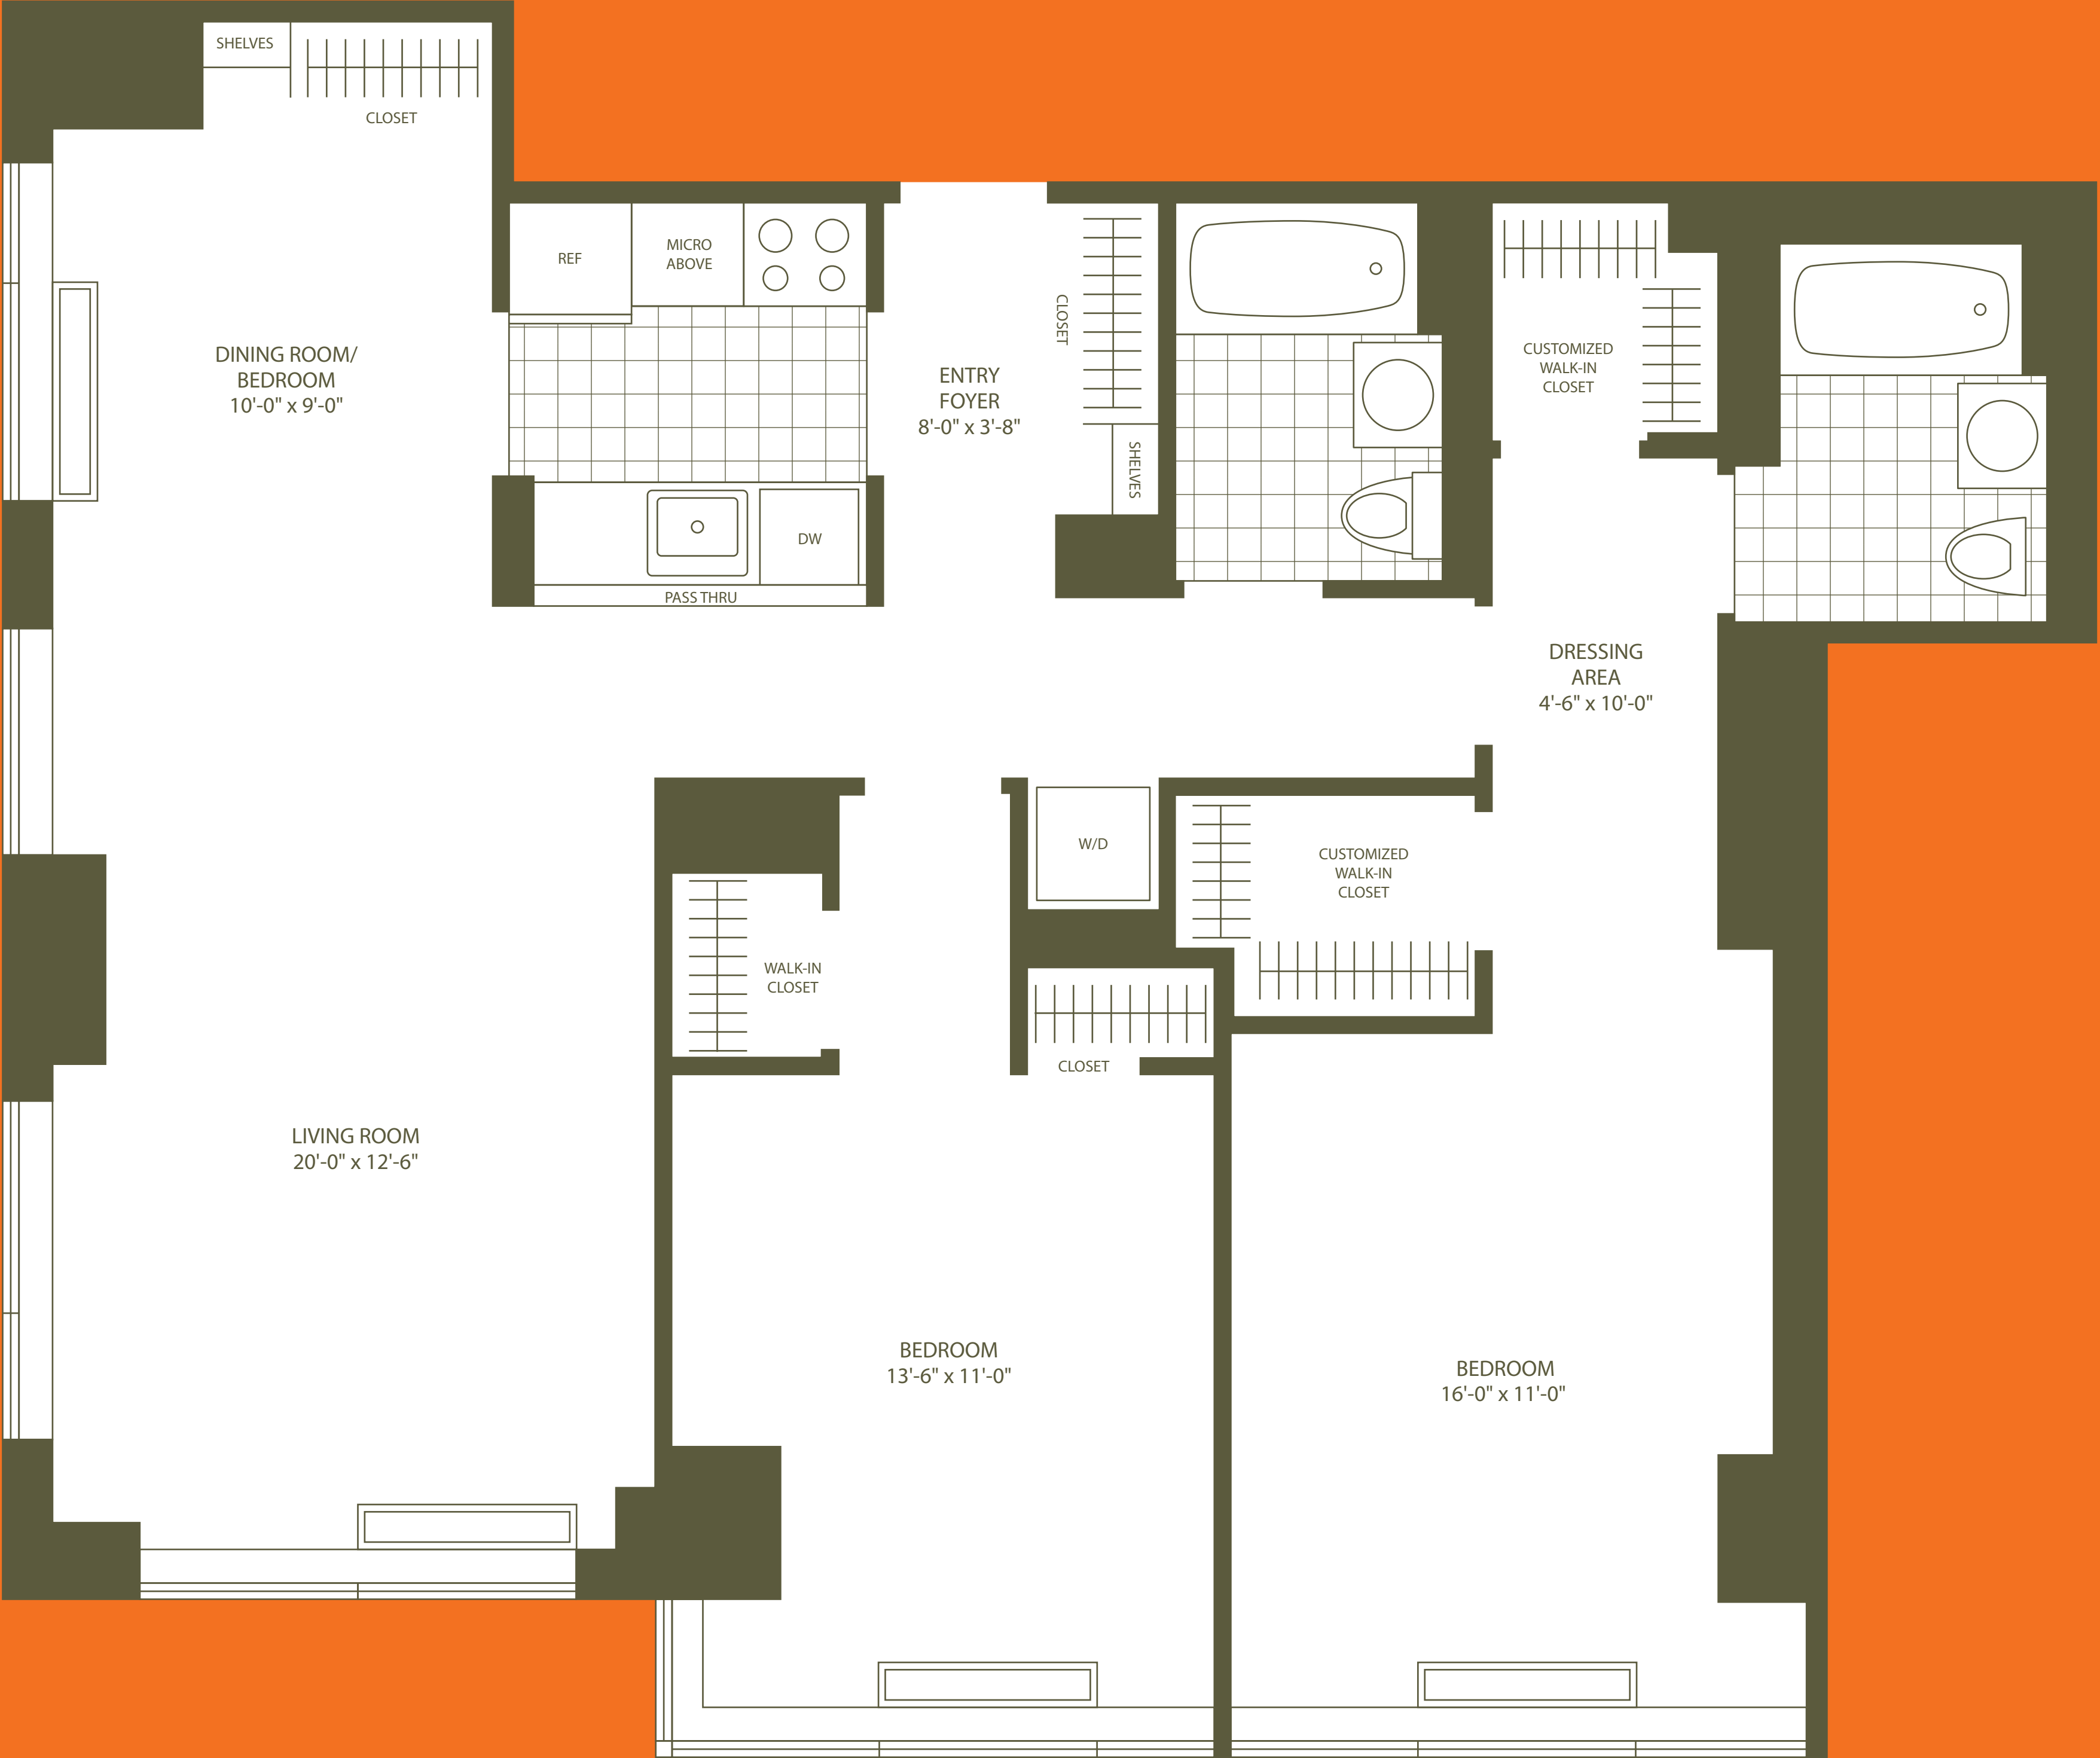 SHELVES
CLOSET
REF
MICRO
ABOVE
DINING ROOM/
BEDROOM
10'-0" x 9'-0"
ENTRY
FOYER
8'-0" x 3'-8"
CLOSET
SHELVES
CUSTOMIZED
WALK-IN
CLOSET
DW
PASS THRU
DRESSING
AREA
4'-6" x 10'-0"
W/D
CUSTOMIZED
WALK-IN
CLOSET
WALK-IN
CLOSET
CLOSET
LIVING ROOM
20'-0" x 12'-6"
BEDROOM
13'-6" x 11'-0"
BEDROOM
16'-0" x 11'-0"